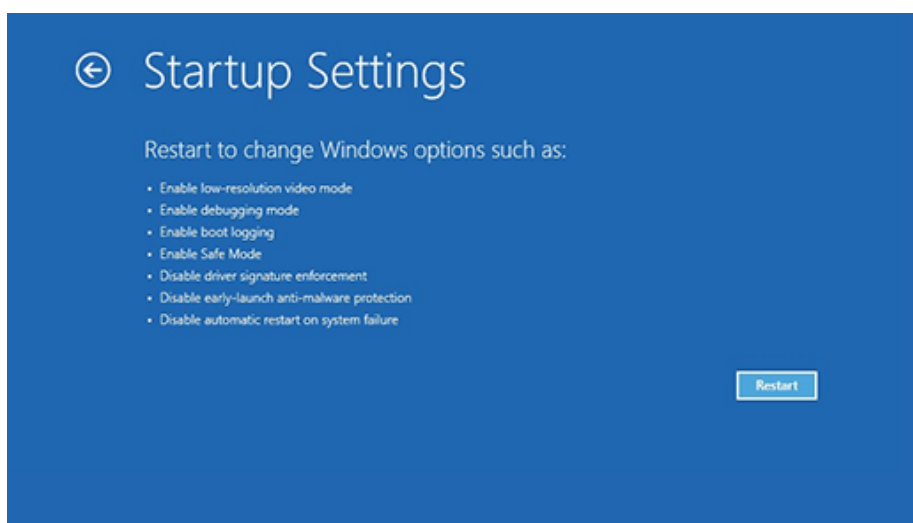 Startup Settings
Restart to change Windows options such as:
• Enable low-resolution video mode
• Enable debugging mode
• Enable boot logging
• Enable Safe Mode
• Disable driver signature enforcement
• Disable early-launch anti-malware protection
• Disable automatic restart on system failure
Restart